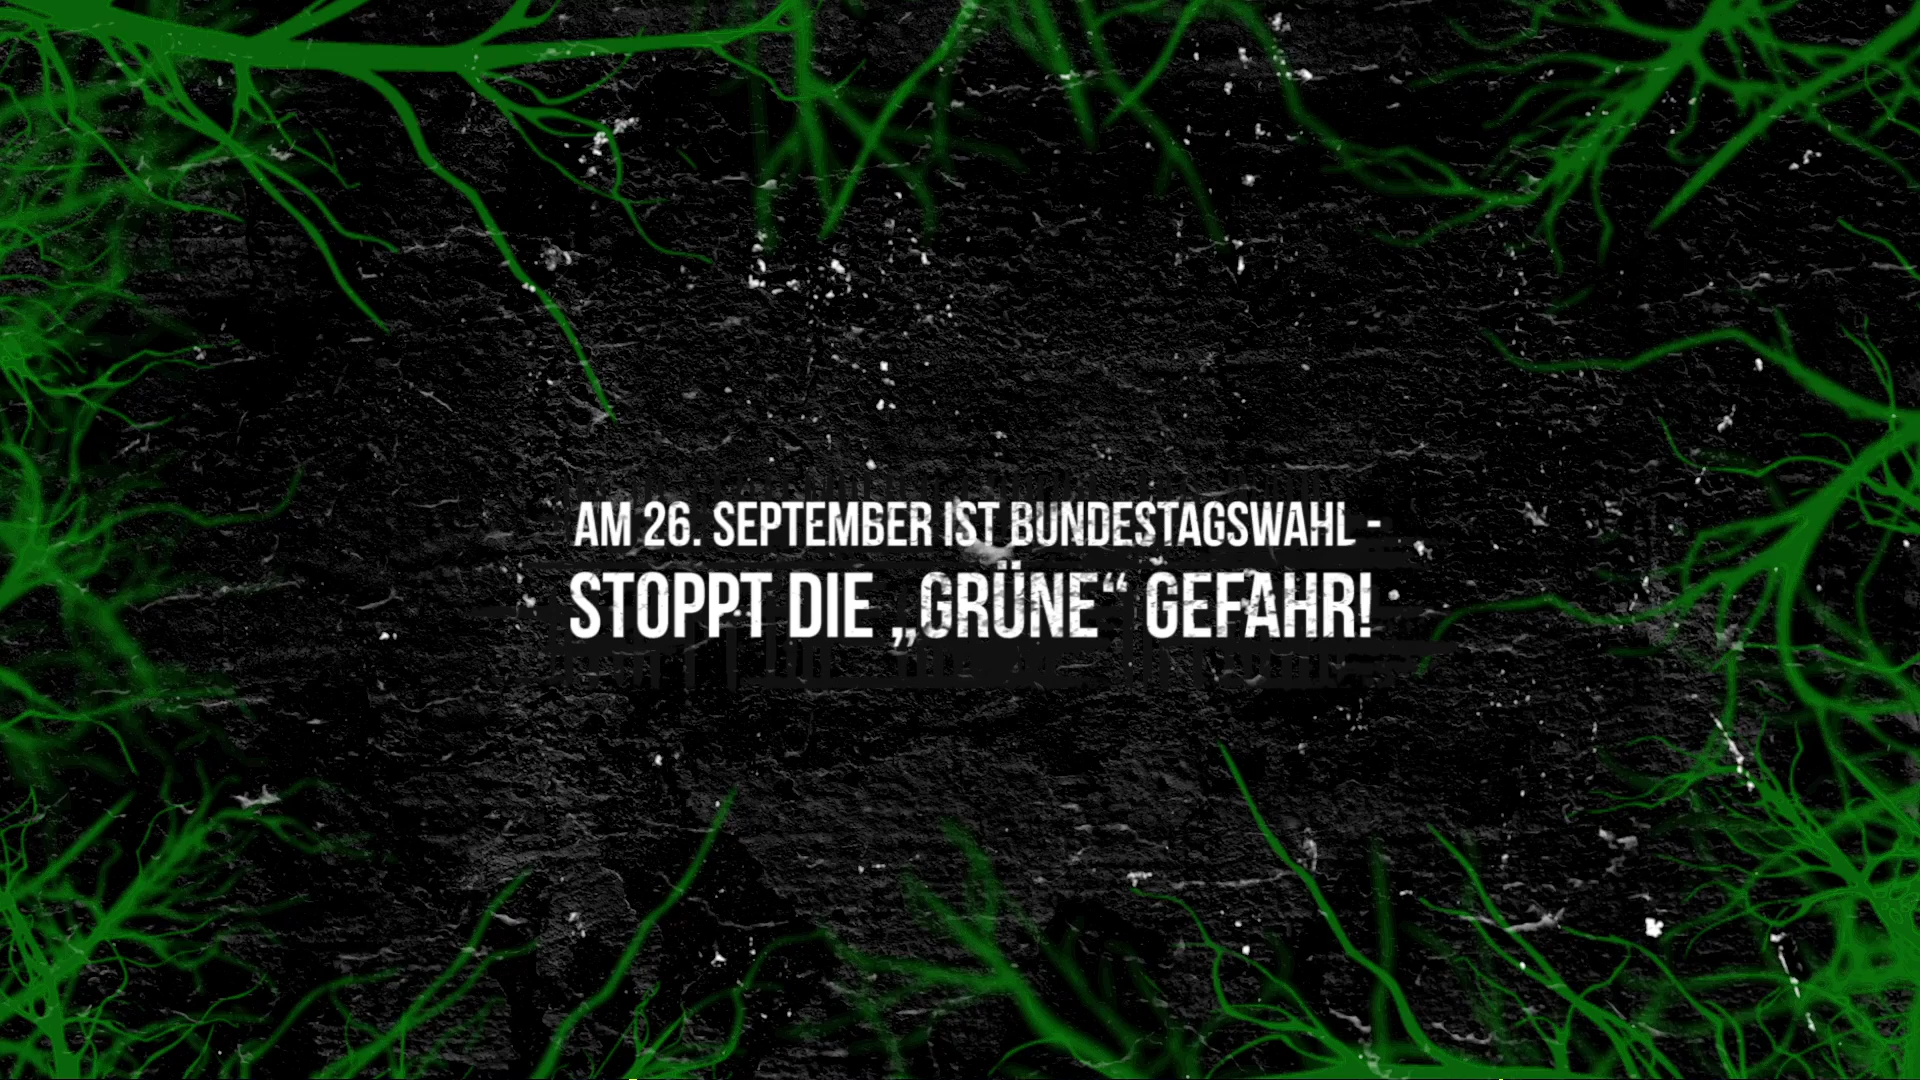 AM 26. SEPTEMBER IST BUNDESTAGSWAHL -
STOPPT DIE „GRÜNE“ GEFAHR!